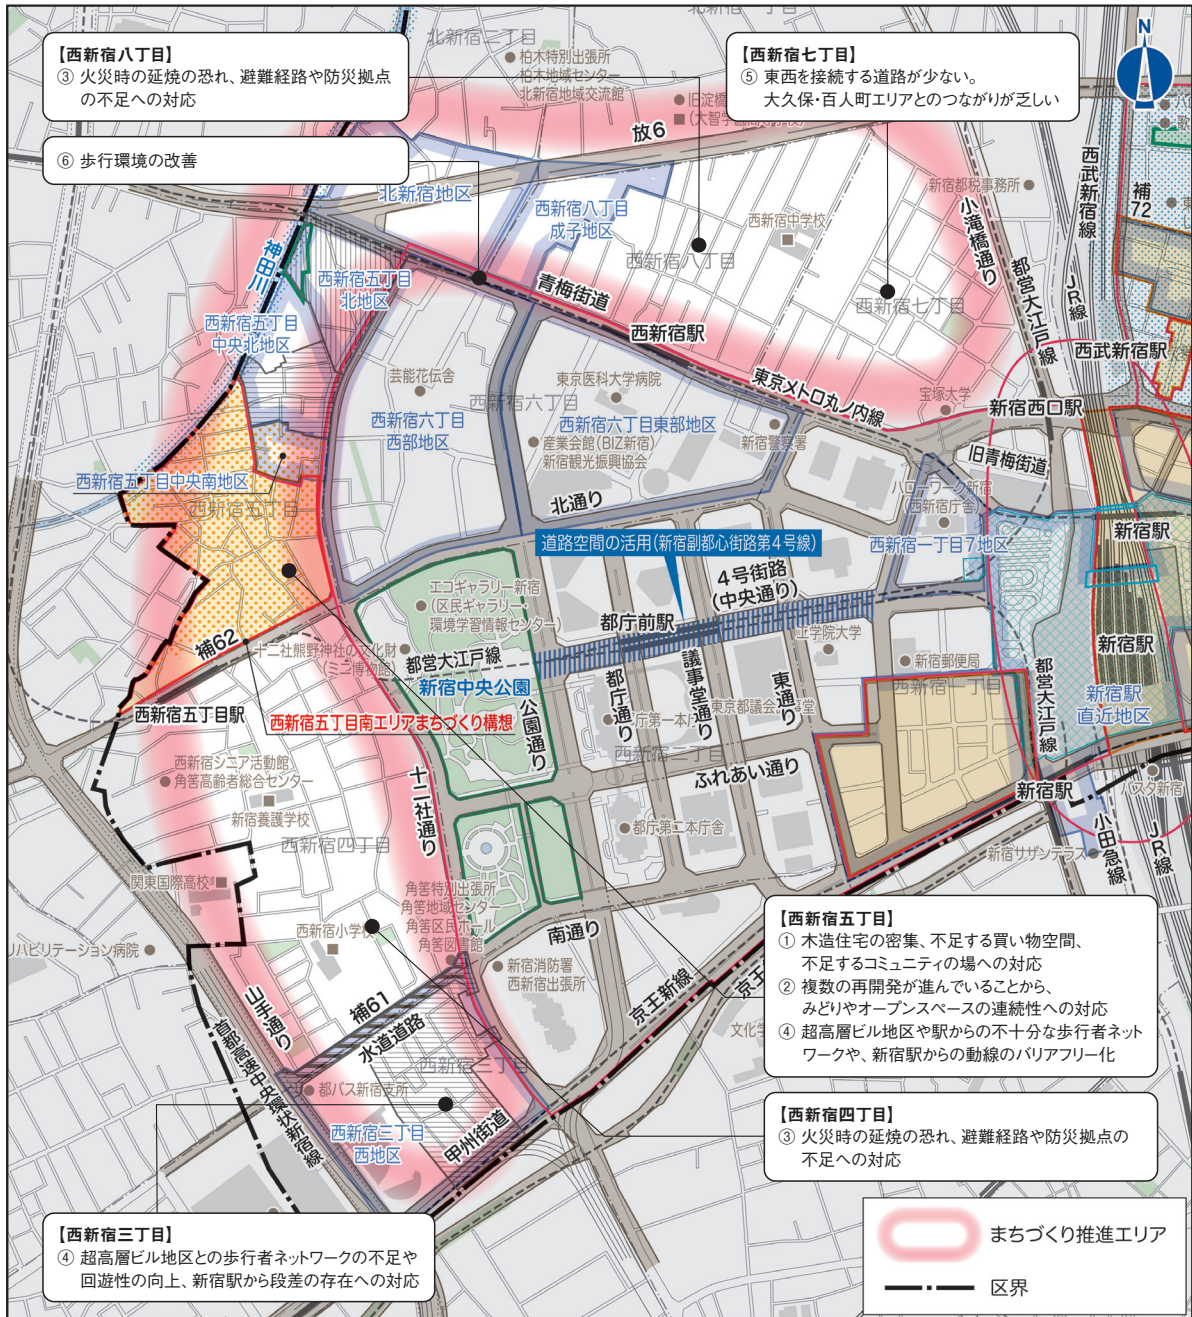 【西新宿八丁目】
③ 火災時の延焼の恐れ、避難経路や防災拠点
の不足への対応
⑥ 歩行環境の改善
【西新宿七丁目】
⑤ 東西を接続する道路が少ない。
大久保・百人町エリアとのつながりが乏しい
N
北新宿二丁目
柏木特別出張所
柏木地域センター
北新宿地域交流館
放6
北新宿地区
西新宿八丁目
成子地区
西新宿中学校
西新宿八丁目
新宿都税事務所
小滝橋通り
都営大江戸線
JR線
西武新宿線
補72
神田川
西新宿五丁目
北地区
西新宿五丁目
中央北地区
青梅街道
西新宿駅
西新宿七丁目
西武新宿駅
東京メトロ丸ノ内線
宝塚大学
新宿西口駅
芸能花伝舎
東京医科大学病院
西新宿六丁目
西新宿六丁目
西部地区
西新宿六丁目東部地区
産業会館(BIZ新宿)
新宿観光振興協会
新宿警察署
旧青梅街道
ハローワーク新宿
(西新宿庁舎)
西新宿五丁目中央南地区
西新宿五丁目
北通り
道路空間の活用(新宿副都心街路第4号線)
西新宿一丁目7地区
新宿駅
エコギャラリー新宿
(区民ギャラリー・
環境学習情報センター)
4号街路
(中央通り)
都庁前駅
工学院大学
補62
十二社熊野神社の文化財
(ミニ博物館)
都営大江戸線
新宿中央公園
都庁通り
議事堂通り
東通り
新宿郵便局
西新宿一丁目
新宿駅
都営大江戸線
新宿駅
直近地区
西新宿五丁目駅
西新宿五丁目南エリアまちづくり構想
公園通り
都庁第一本庁舎
東京都議会議事堂
西新宿二丁目
ふれあい通り
西新宿シニア活動館
角筈高齢者総合センター
新宿養護学校
十二社通り
新宿駅
バスタ新宿
西新宿四丁目
都庁第二本庁舎
新宿サザンテラス
小田急線
JR線
関東国際高校
角筈特別出張所
角筈地域センター
角筈区民ホール
角筈図書館
西新宿小学校
リハビリテーション病院
南通り
新宿消防署
西新宿出張所
京王新線
山手通り
首都高速中央環状新宿線
補61
水道道路
西新宿三丁目
都バス新宿支所
西新宿三丁目
西地区
甲州街道
【西新宿五丁目】
① 木造住宅の密集、不足する買い物空間、
不足するコミュニティの場への対応
② 複数の再開発が進んでいることから、
みどりやオープンスペースの連続性への対応
④ 超高層ビル地区や駅からの不十分な歩行者ネット
ワークや、新宿駅からの動線のバリアフリー化
【西新宿四丁目】
③ 火災時の延焼の恐れ、避難経路や防災拠点の
不足への対応
【西新宿三丁目】
④ 超高層ビル地区との歩行者ネットワークの不足や
回遊性の向上、新宿駅から段差の存在への対応
まちづくり推進エリア
区界